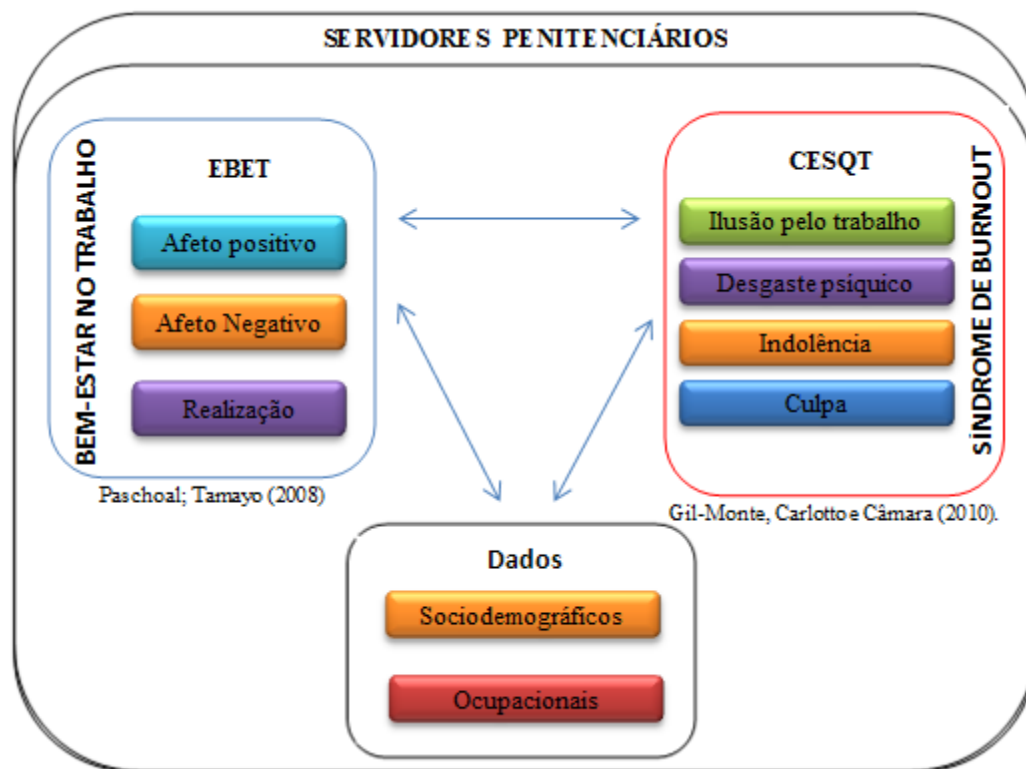 SERVIDORES PENITENCIÁRIOS
BEM-ESTAR NO TRABALHO
EBET
Afeto positivo
Afeto Negativo
Realização
Paschoal; Tamayo (2008)
CESQT
Ilusão pelo trabalho
Desgaste psíquico
Indolência
Culpa
SÍNDROME DE BURNOUT
Gil-Monte, Carlotto e Câmara (2010).
Dados
Sociodemográficos
Ocupacionais